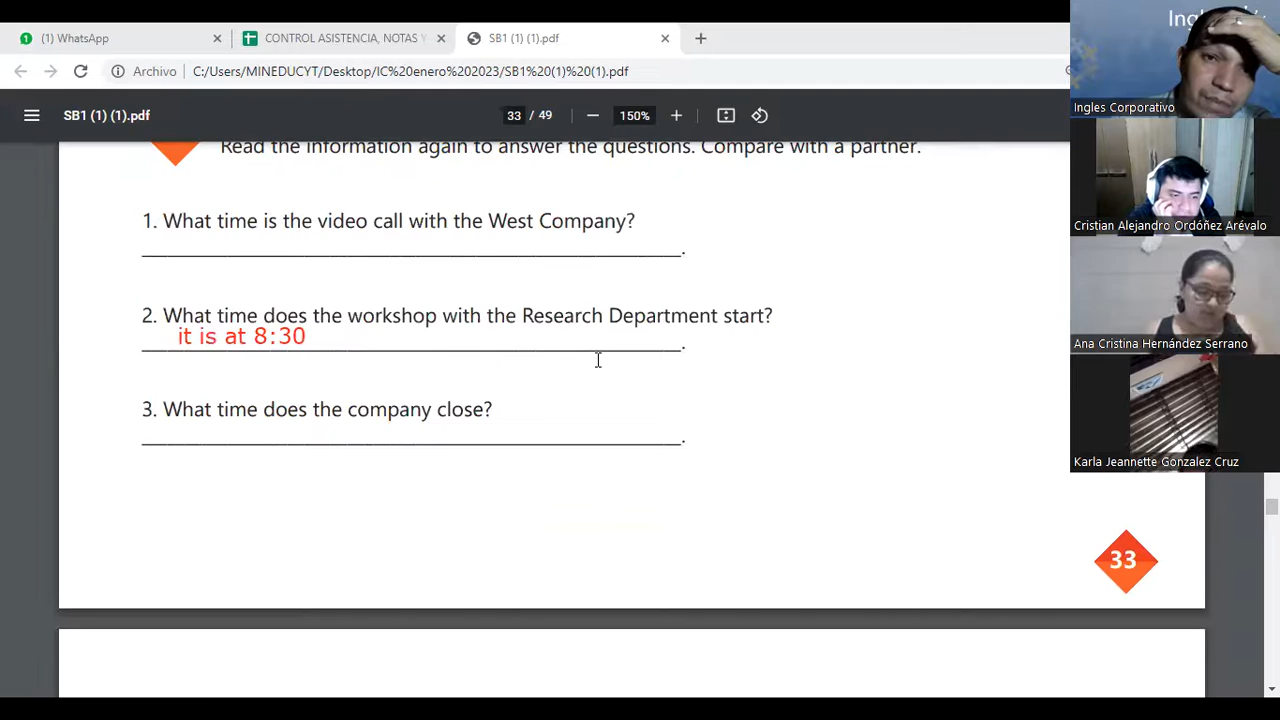 (1) WhatsApp
CONTROL ASISTENCIA, NOTAS Y
SB1 (1) (1).pdf
Archivo
C:/Users/MINEDUCYT/Desktop/IC%20enero%202023/SB1%20(1)%20(1).pdf
SB1 (1) (1).pdf
33 / 49
150%
Read the information again to answer the questions. Compare with a partner.
1. What time is the video call with the West Company?
2. What time does the workshop with the Research Department start?
it is at 8:30
3. What time does the company close?
33
Ingles Corporativo
Cristian Alejandro Ordóñez Arévalo
Ana Cristina Hernández Serrano
Karla Jeannette Gonzalez Cruz